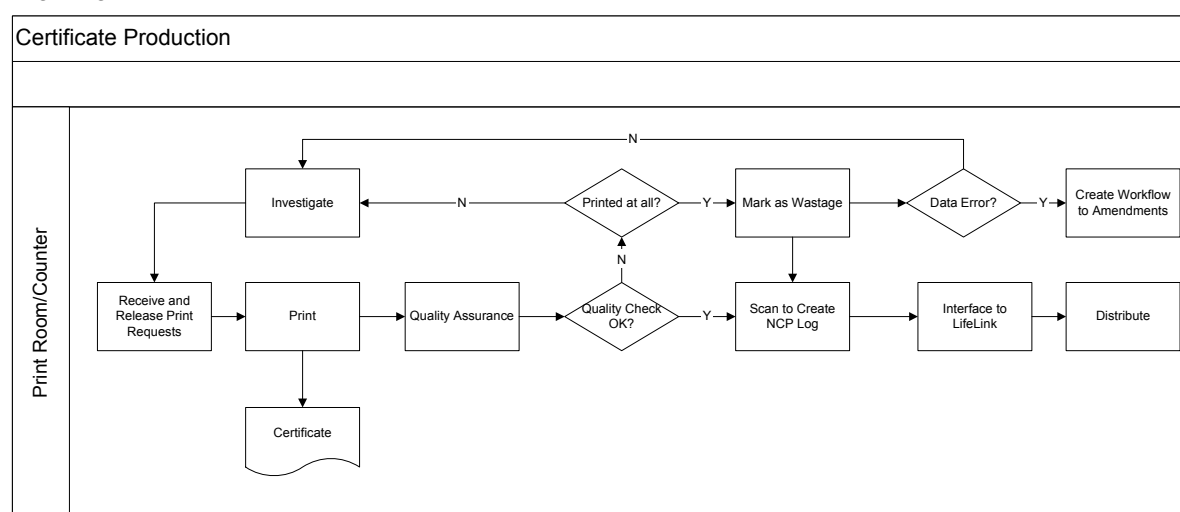 Certificate Production
Print Room/Counter
N
Investigate
N
Printed at all?
Y
Mark as Wastage
Data Error?
Y
Create Workflow
to Amendments
N
Receive and
Release Print
Requests
Print
Quality Assurance
Quality Check
OK?
Y
Scan to Create
NCP Log
Interface to
LifeLink
Distribute
Certificate